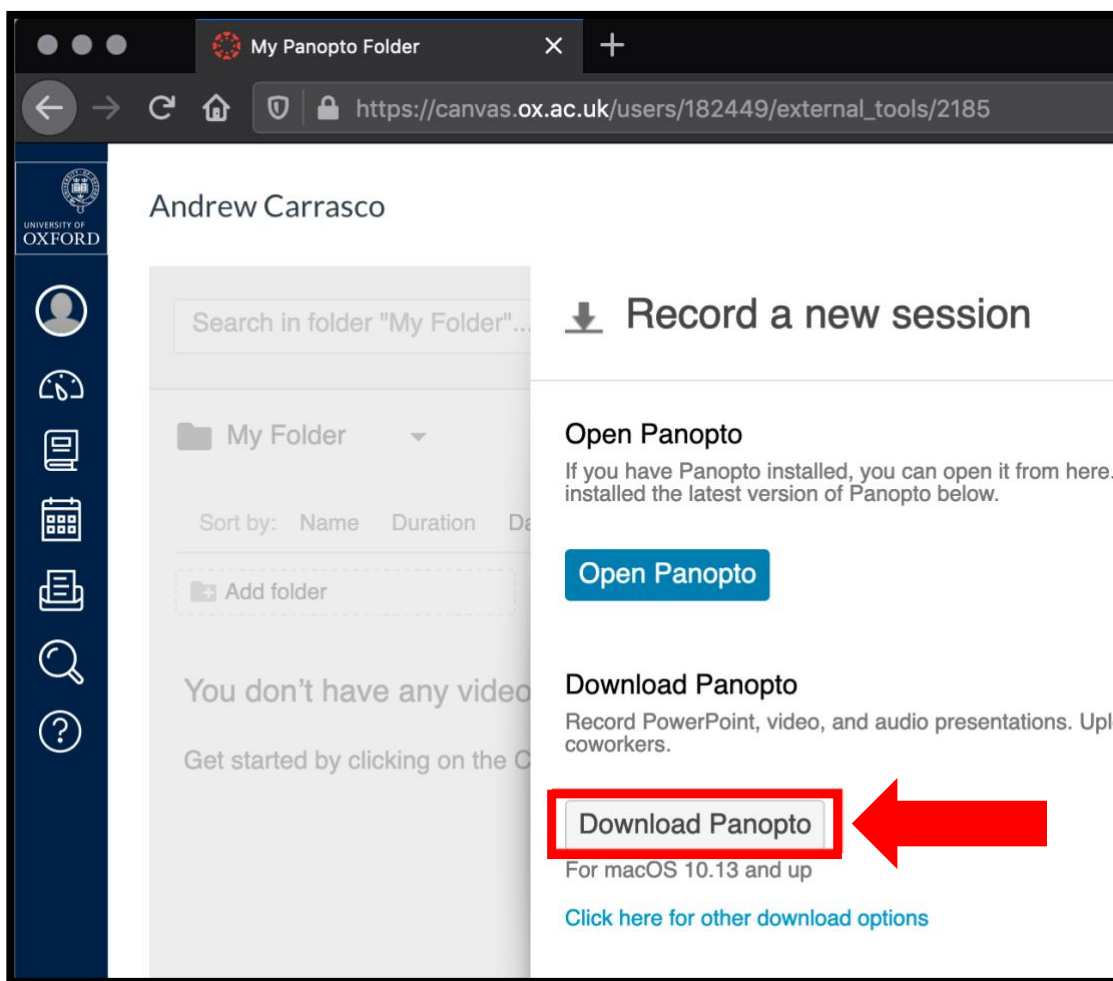 My Panopto Folder
https://canvas.ox.ac.uk/users/182449/external_tools/2185
UNIVERSITY OF
OXFORD
Andrew Carrasco
Search in folder "My Folder"...
My Folder
Sort by: Name Duration
Add folder
You don't have any
Get started by clicking on the
Record a new session
Open Panopto
If you have Panopto installed, you can open it from here.
installed the latest version of Panopto below.
Open Panopto
Download Panopto
Record PowerPoint, video, and audio presentations.
coworkers.
Download Panopto
For macOS 10.13 and up
Click here for other download options